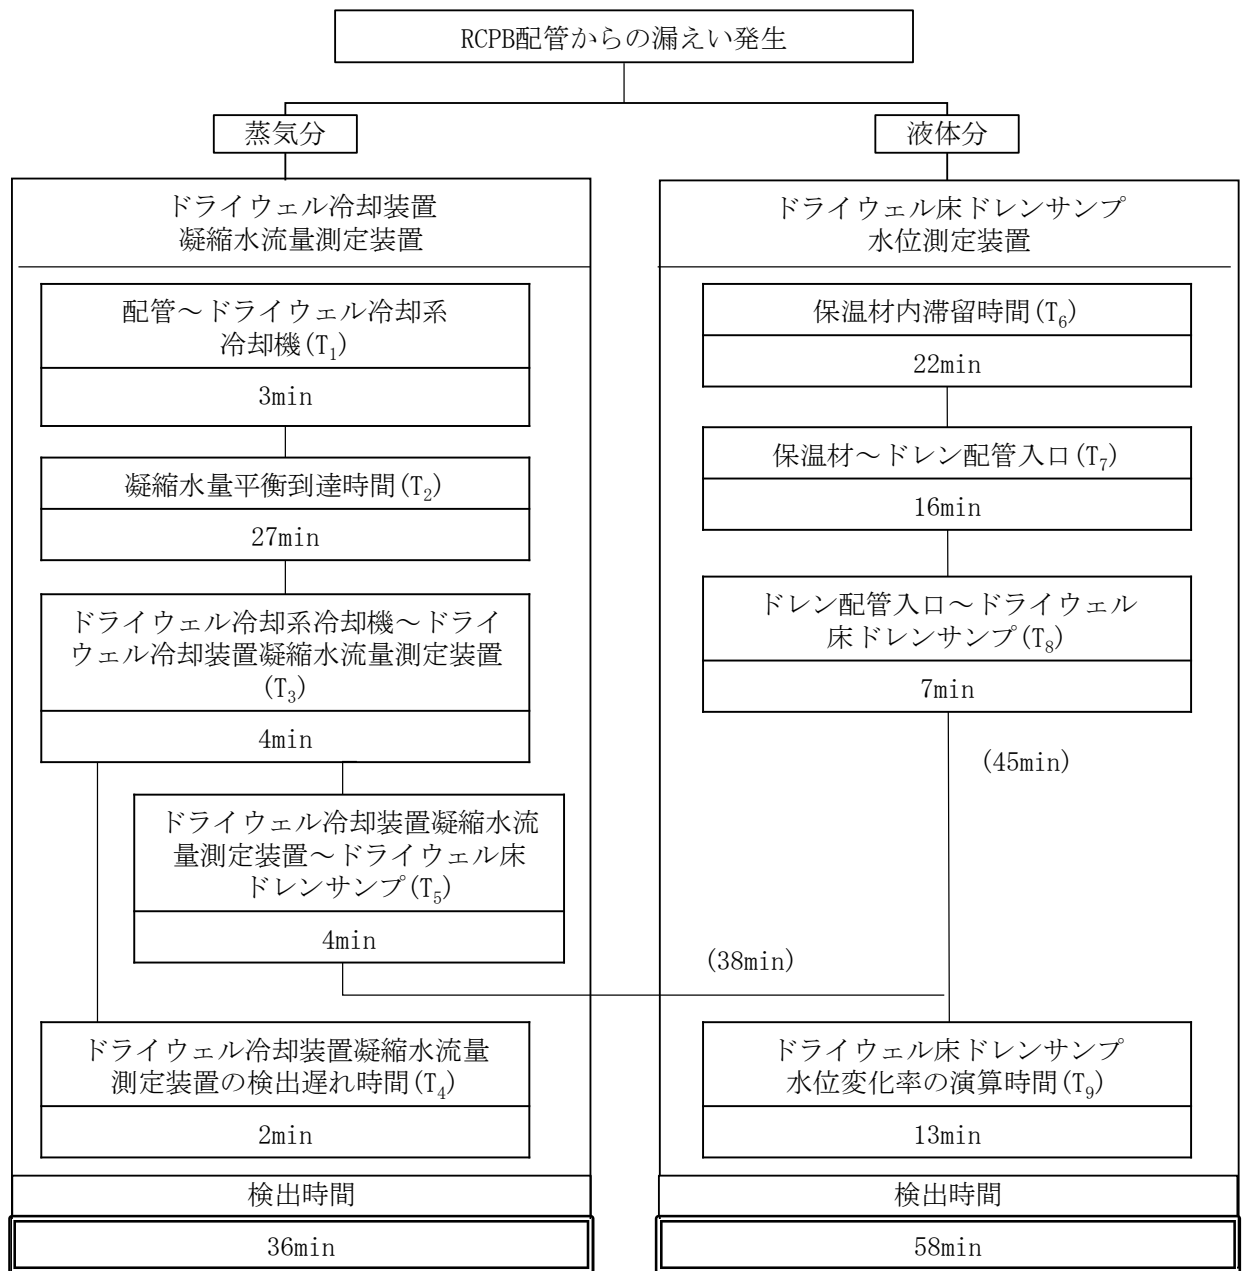 RCPB配管からの漏えい発生
蒸気分
液体分
ドライウェル冷却装置
凝縮水流量測定装置
配管～ドライウェル冷却系
冷却機(T₁)
3min
凝縮水量平衡到達時間(T₂)
27min
ドライウェル冷却系冷却機～ドライ
ウェル冷却装置凝縮水流量測定装置
(T₃)
4min
ドライウェル冷却装置凝縮水流
量測定装置～ドライウェル床
ドレンサンプ(T₅)
4min
(38min)
ドライウェル冷却装置凝縮水流量
測定装置の検出遅れ時間(T₄)
2min
検出時間
36min
ドライウェル床ドレンサンプ
水位測定装置
保温材内滞留時間(T₆)
22min
保温材～ドレン配管入口(T₇)
16min
ドレン配管入口～ドライウェル
床ドレンサンプ(T₈)
7min
(45min)
ドライウェル床ドレンサンプ
水位変化率の演算時間(T₉)
13min
検出時間
58min